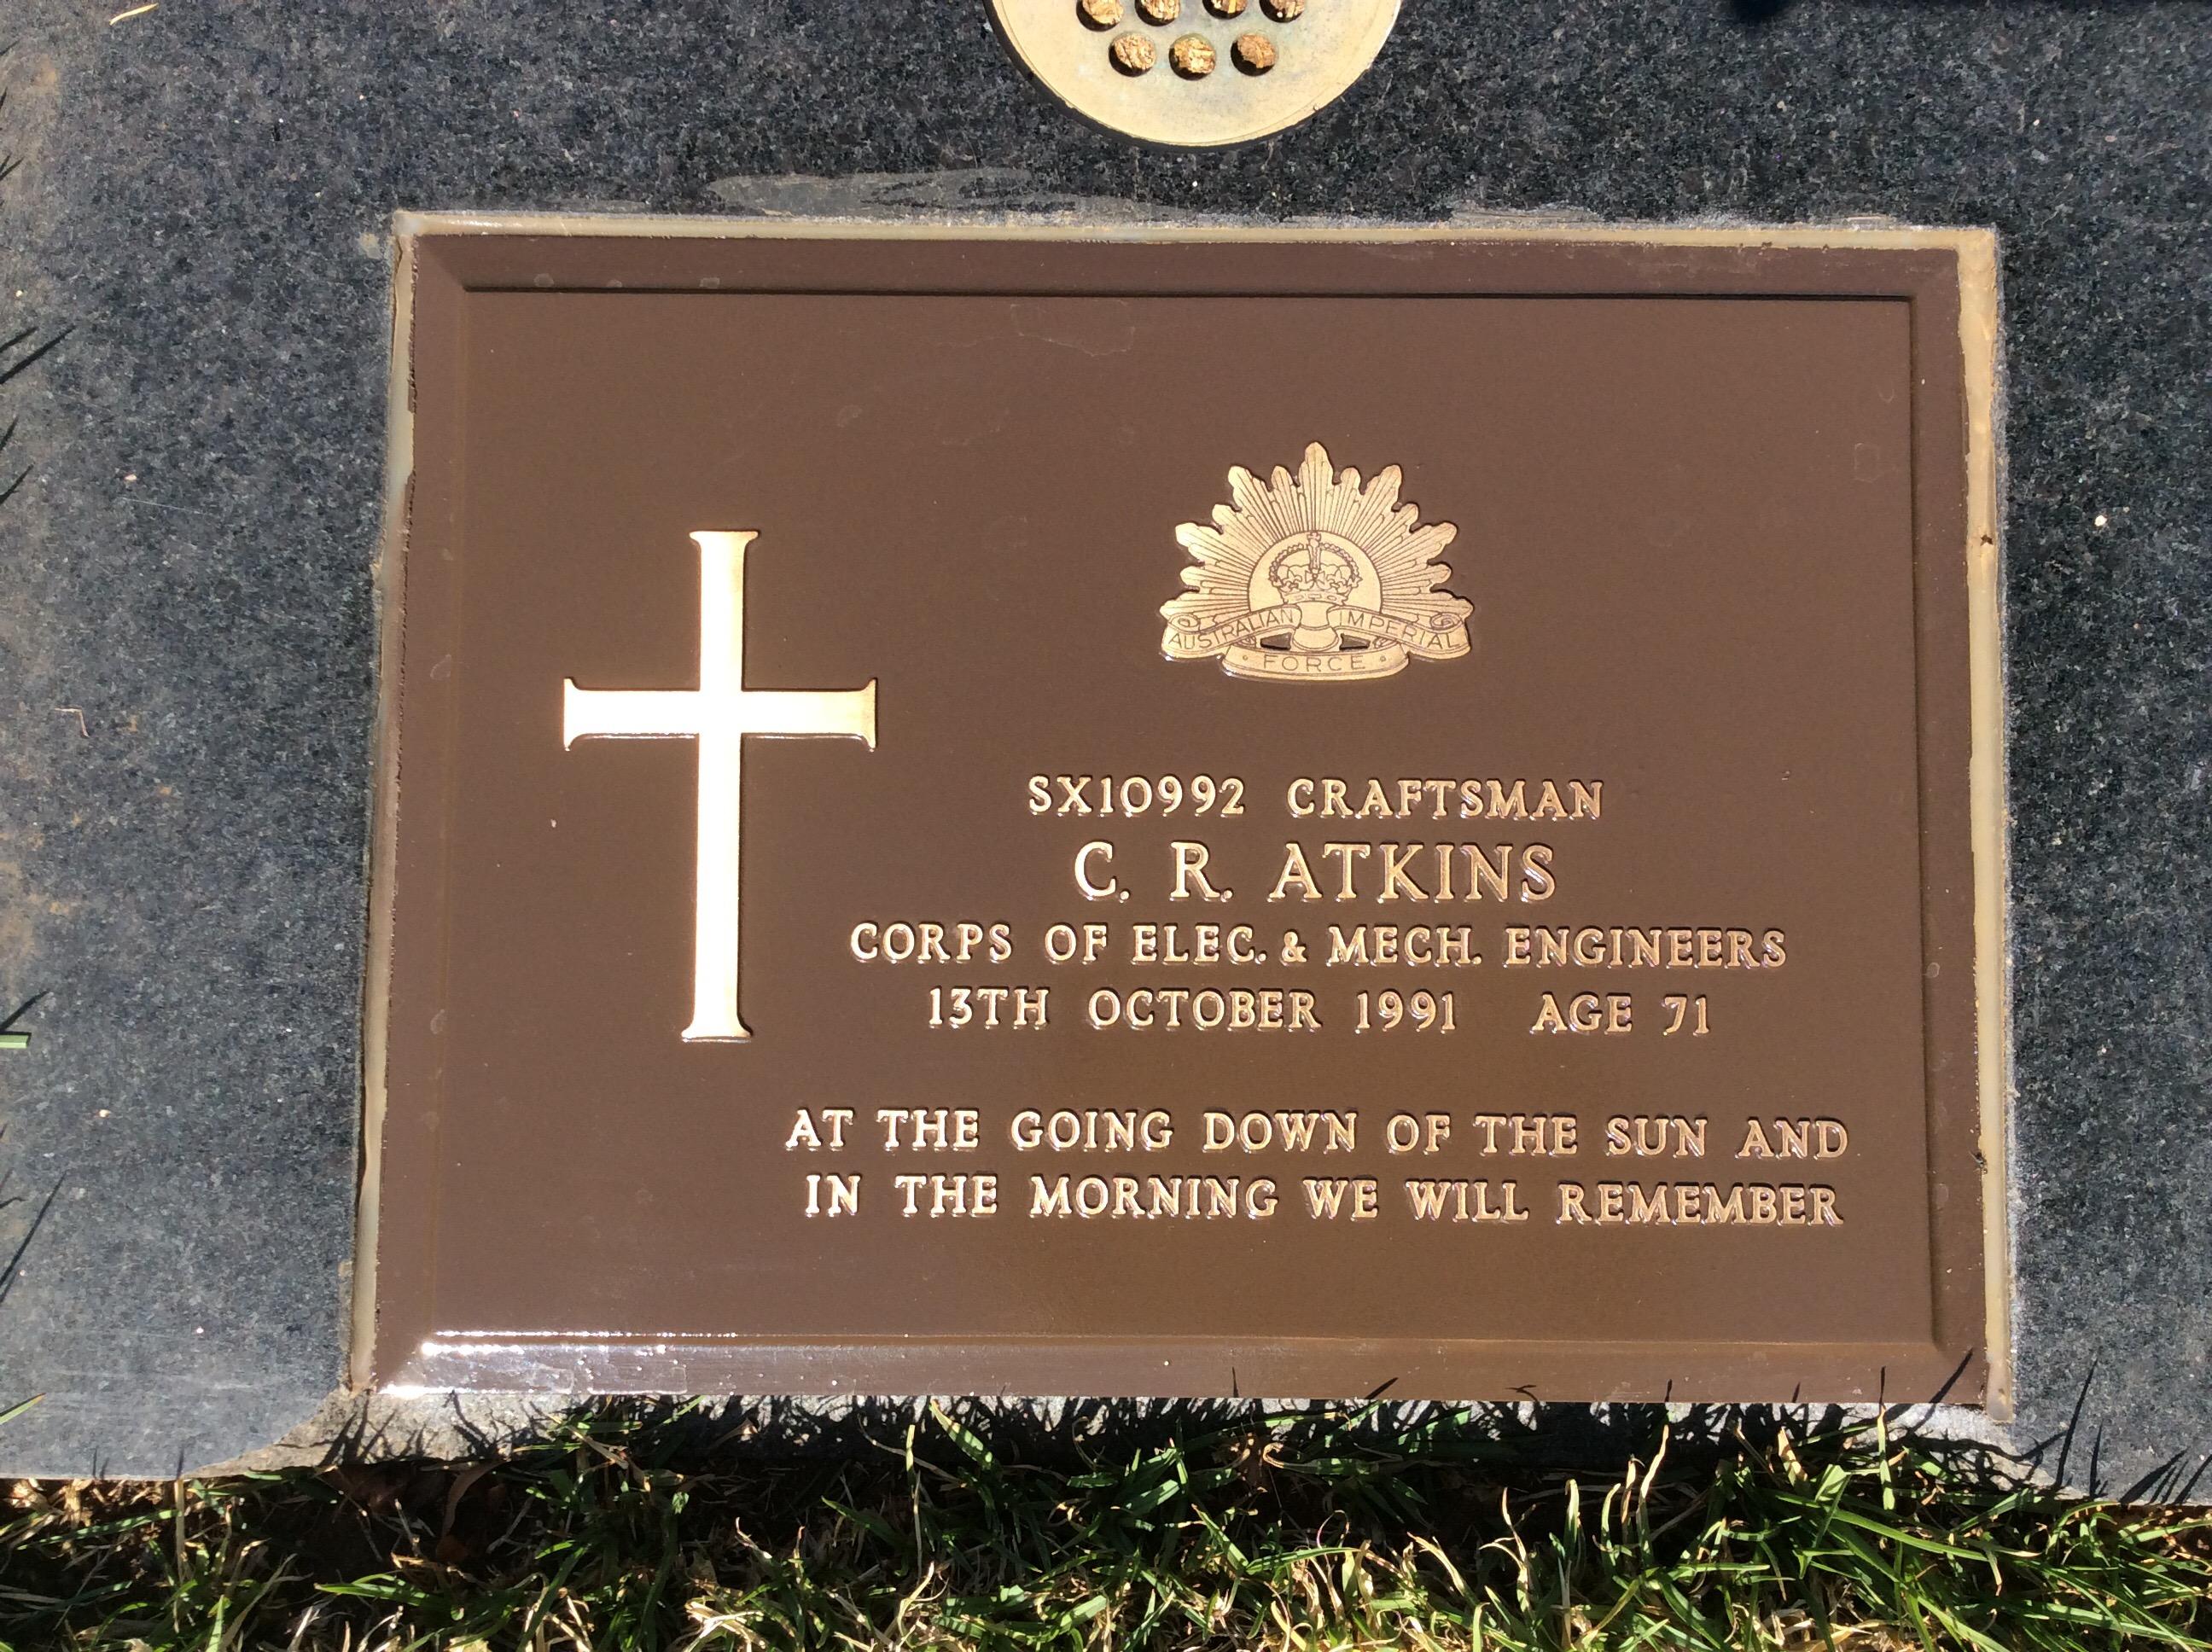 AUSTRALIAN IMPERIAL
FORCE
SX10992 CRAFTSMAN
C. R. ATKINS
CORPS OF ELEC. & MECH. ENGINEERS
13TH OCTOBER 1991 AGE 71
AT THE GOING DOWN OF THE SUN AND
IN THE MORNING WE WILL REMEMBER